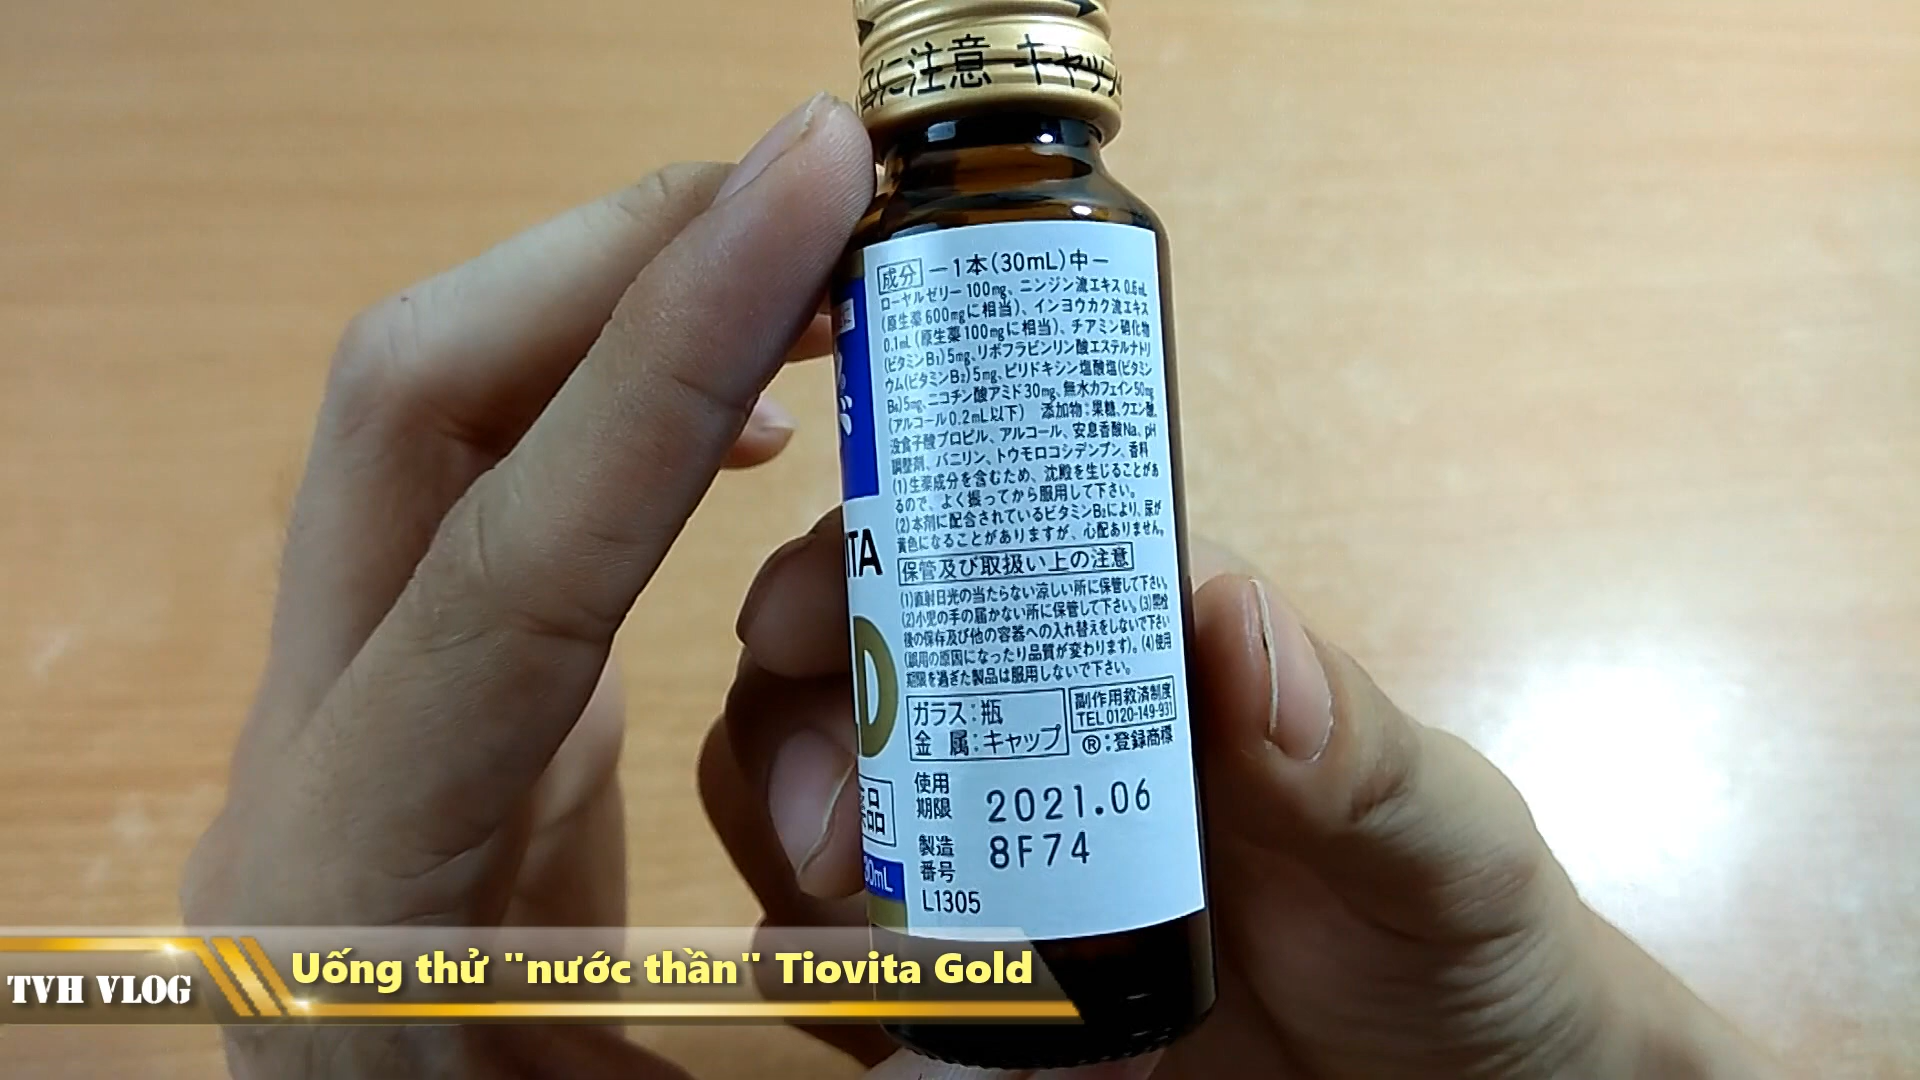 に注意 キャップ
成分 −1本(30mL)中−
ローヤルゼリー 100mg、ニンジン流エキス 0.6mL
(原生薬600mgに相当)、インヨウカク流エキス
0.1mL(原生薬100mgに相当)、チアミン硝化物
(ビタミンB₁)5mg、リボフラビンリン酸エステルナトリ
ウム(ビタミンB₂)5mg、ピリドキシン塩酸塩(ビタミン
B₆)5mg、ニコチン酸アミド30mg、無水カフェイン50mg
(アルコール0.2mL以下) 添加物:果糖、クエン酸、
没食子酸プロピル、アルコール、安息香酸Na、pH
調整剤、バニリン、トウモロコシデンプン、香料
(1)生薬成分を含むため、沈殿を生じることがあ
るので、よく振ってから服用して下さい。
(2)本剤に配合されているビタミンB₂により、尿が
黄色になることがありますが、心配ありません。
保管及び取扱い上の注意
(1)直射日光の当たらない涼しい所に保管して下さい。
(2)小児の手の届かない所に保管して下さい。(3)開栓
後の保存及び他の容器への入れ替えをしないで下さい
(誤用の原因になったり品質が変わります)。(4)使用
期限を過ぎた製品は服用しないで下さい。
ガラス:瓶
金 属:キャップ
副作用救済制度
TEL 0120-149-931
®:登録商標
使用
期限 2021.06
製造
番号 8F74
L1305
ITA
LD
薬品
30mL
TVH VLOG
Uống thử "nước thần" Tiovita Gold